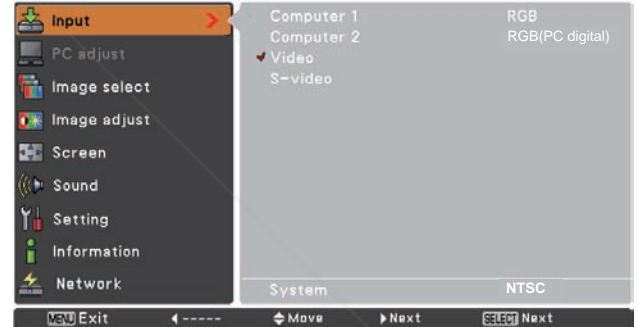 Input
PC adjust
Image select
Image adjust
Screen
Sound
Setting
Information
Network
Computer 1 RGB
Computer 2 RGB(PC digital)
Video
S-video
System NTSC
MENU Exit ----- Move Next SELECT Next